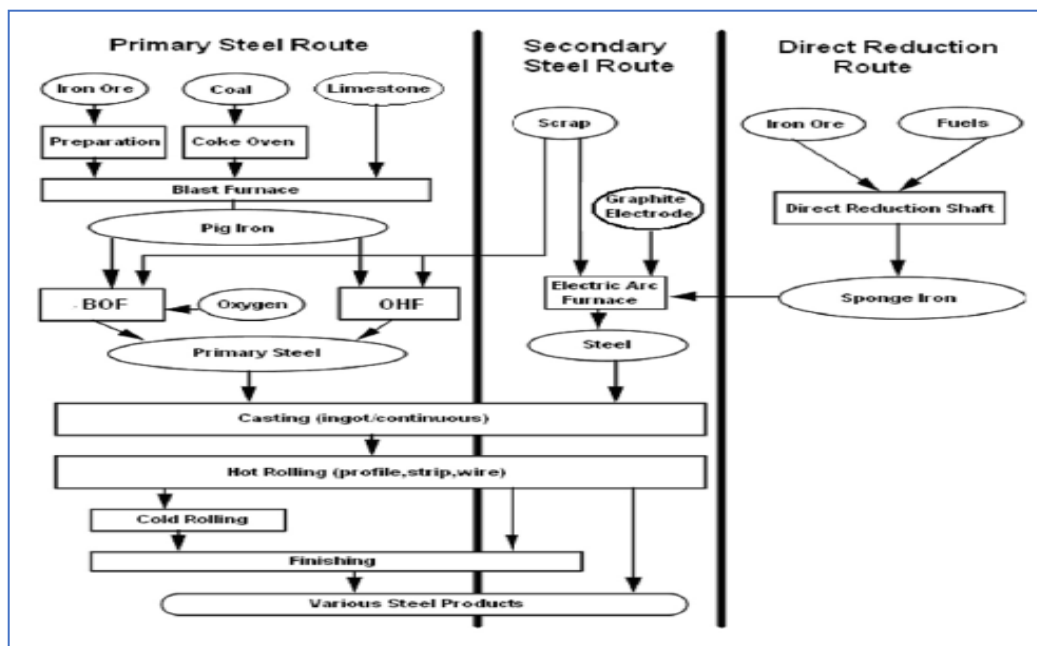 Primary Steel Route
Secondary
Steel Route
Direct Reduction
Route
Iron Ore
Coal
Limestone
Scrap
Iron Ore
Fuels
Preparation
Coke Oven
Blast Furnace
Graphite
Electrode
Direct Reduction Shaft
Pig Iron
BOF
Oxygen
OHF
Electric Arc
Furnace
Sponge Iron
Primary Steel
Steel
Casting (ingot/continuous)
Hot Rolling (profile,strip,wire)
Cold Rolling
Finishing
Various Steel Products